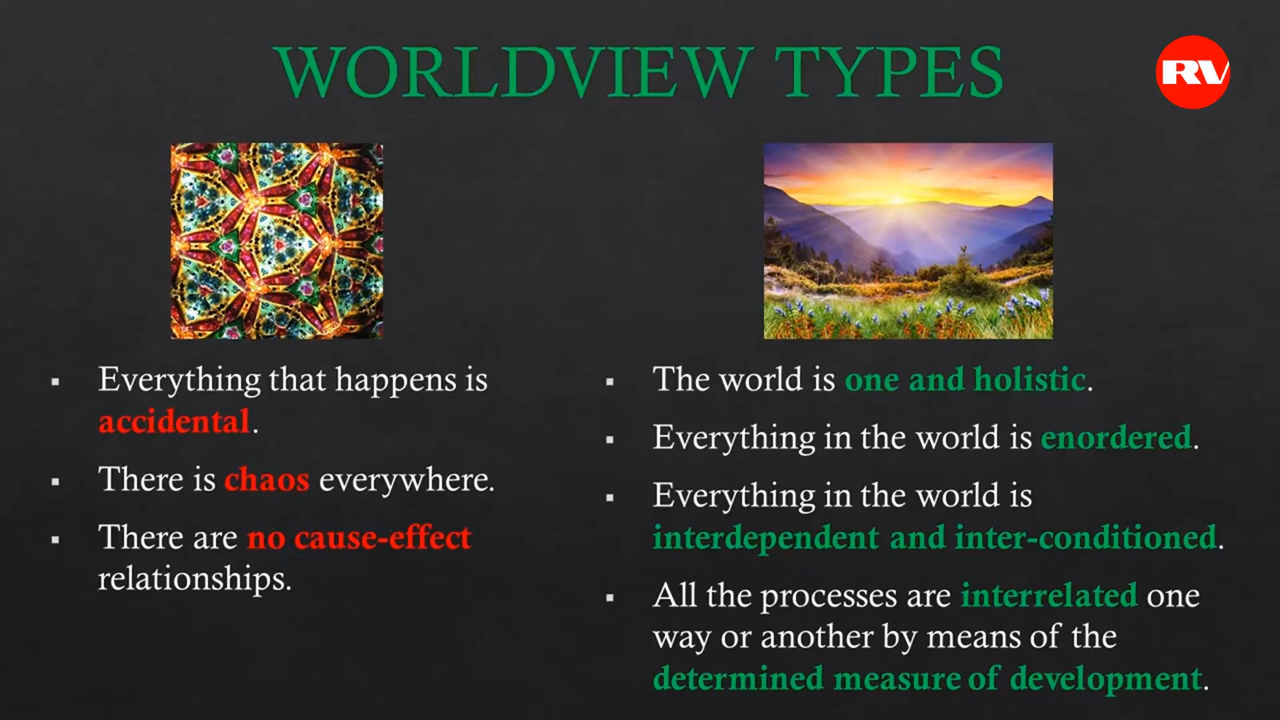 WORLDVIEW TYPES
RV
▪ Everything that happens is
accidental.
▪ There is chaos everywhere.
▪ There are no cause-effect
relationships.
▪ The world is one and holistic.
▪ Everything in the world is enordered.
▪ Everything in the world is
interdependent and inter-conditioned.
▪ All the processes are interrelated one
way or another by means of the
determined measure of development.